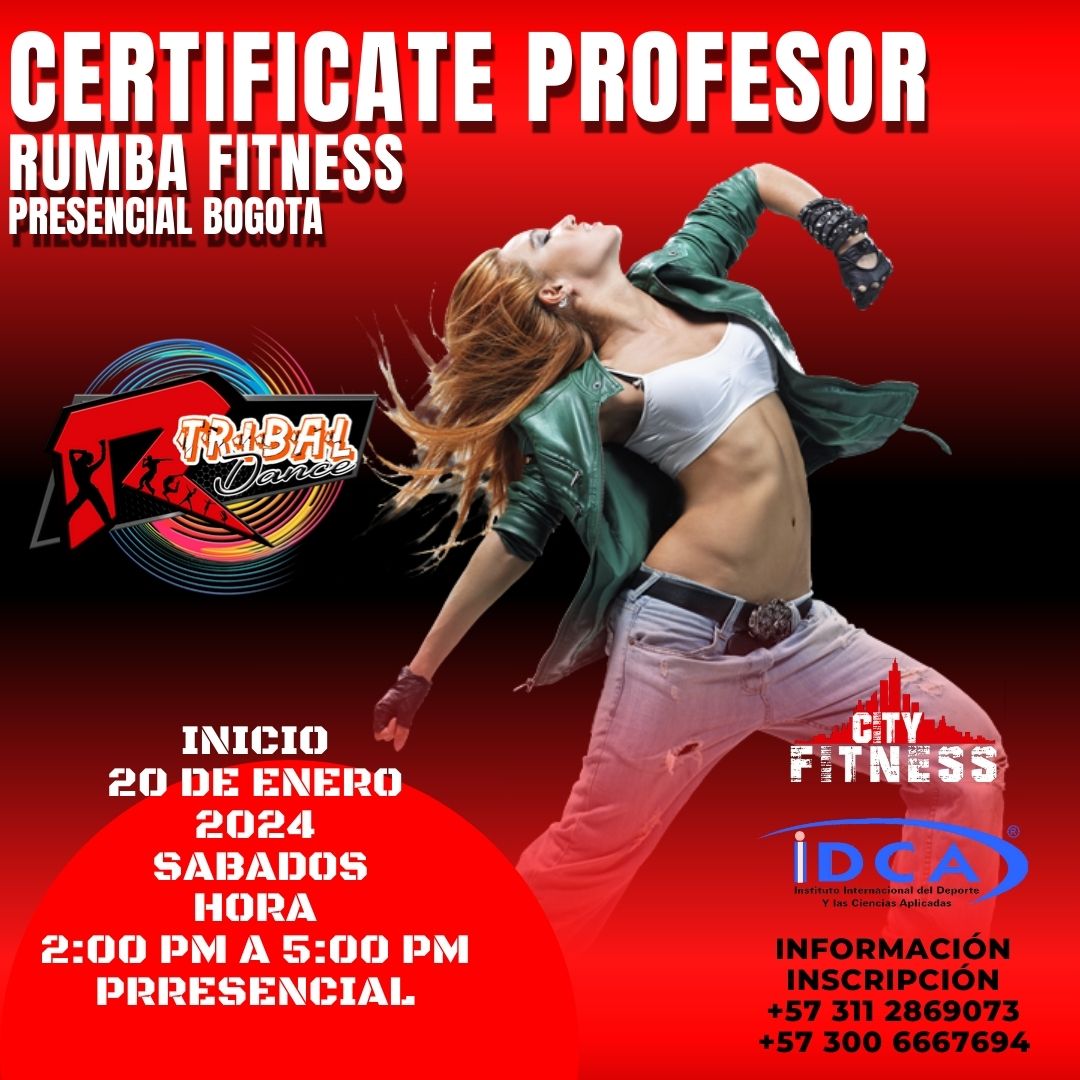 CERTIFICATE PROFESOR
RUMBA FITNESS
PRESENCIAL BOGOTA
TRIBAL
Dance
INICIO
20 DE ENERO
2024
SABADOS
HORA
2:00 PM A 5:00 PM
PRRESENCIAL
CTY
FITNESS
iDCA ®
Instituto Internacional del Deporte
Y las Ciencias Aplicadas
INFORMACIÓN
INSCRIPCIÓN
+57 311 2869073
+57 300 6667694